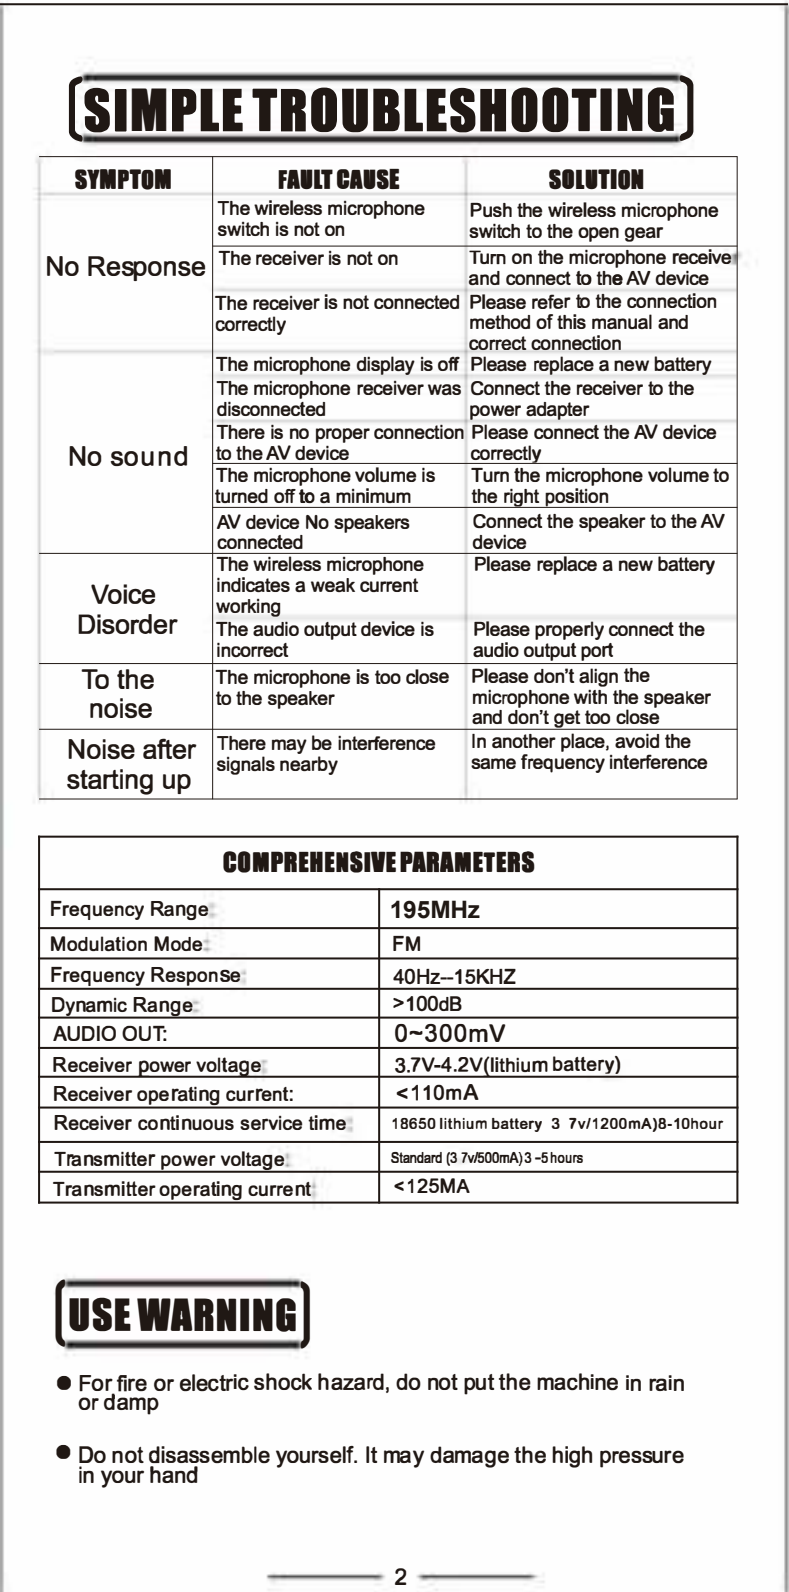 SIMPLE TROUBLESHOOTING
SYMPTOM FAULT CAUSE SOLUTION
No Response
The wireless microphone
switch is not on
Push the wireless microphone
switch to the open gear
The receiver is not on
Turn on the microphone receiver
and connect to the AV device
The receiver is not connected
correctly
Please refer to the connection
method of this manual and
correct connection
No sound
The microphone display is off
Please replace a new battery
The microphone receiver was
disconnected
Connect the receiver to the
power adapter
There is no proper connection
to the AV device
Please connect the AV device
correctly
The microphone volume is
turned off to a minimum
Turn the microphone volume to
the right position
AV device No speakers
connected
Connect the speaker to the AV
device
Voice
Disorder
The wireless microphone
indicates a weak current
working
Please replace a new battery
The audio output device is
incorrect
Please properly connect the
audio output port
To the
noise
The microphone is too close
to the speaker
Please don't align the
microphone with the speaker
and don't get too close
Noise after
starting up
There may be interference
signals nearby
In another place, avoid the
same frequency interference
COMPREHENSIVE PARAMETERS
Frequency Range: 195MHz
Modulation Mode: FM
Frequency Response: 40Hz--15KHZ
Dynamic Range: >100dB
AUDIO OUT: 0~300mV
Receiver power voltage: 3.7V-4.2V(lithium battery)
Receiver operating current: <110mA
Receiver continuous service time: 18650 lithium battery 3 7v/1200mA)8-10hour
Transmitter power voltage: Standard (3 7v/500mA) 3 -5 hours
Transmitter operating current: <125MA
USE WARNING
● For fire or electric shock hazard, do not put the machine in rain
or damp
● Do not disassemble yourself. It may damage the high pressure
in your hand
2